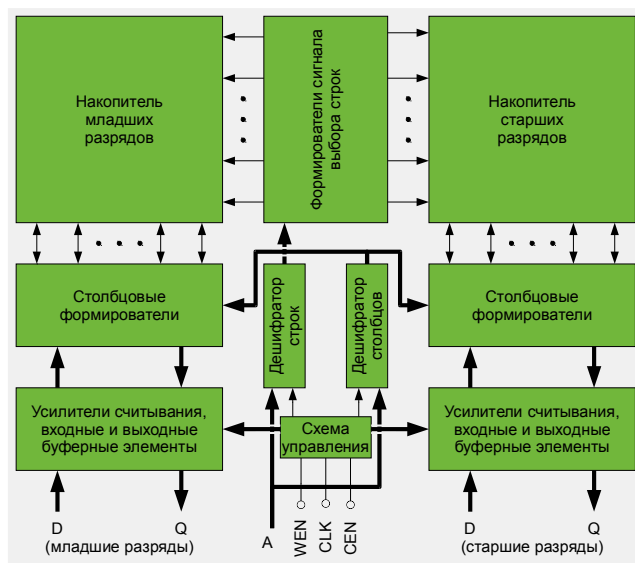 Накопитель
младших
разрядов
Формирователи сигнала
выбора строк
Накопитель
старших
разрядов
Столбцовые
формирователи
Дешифратор
строк
Дешифратор
столбцов
Столбцовые
формирователи
Усилители считывания,
входные и выходные
буферные элементы
Схема
управления
Усилители считывания,
входные и выходные
буферные элементы
D
Q
(младшие разряды)
A
WEN
CLK
CEN
D
Q
(старшие разряды)